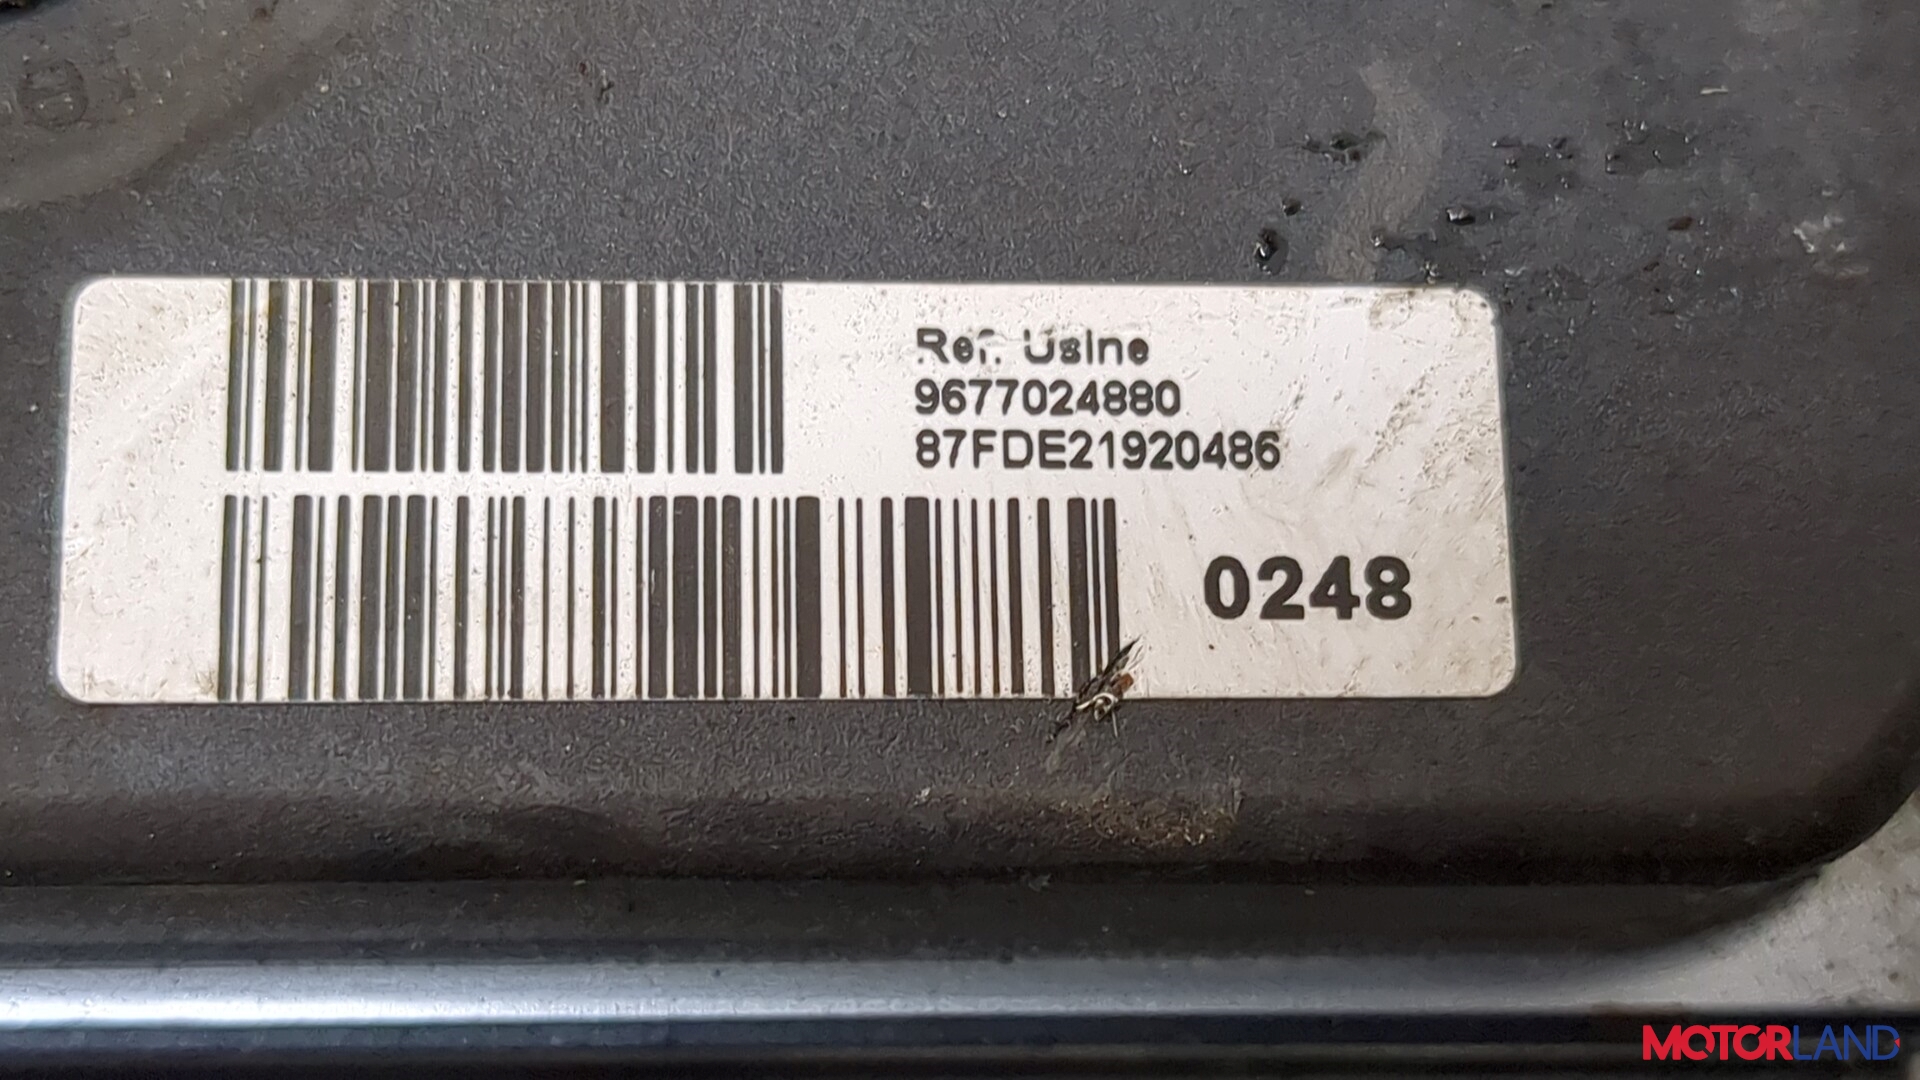 Ref. Usine
9677024880
87FDE21920486
0248
MOTORLAND